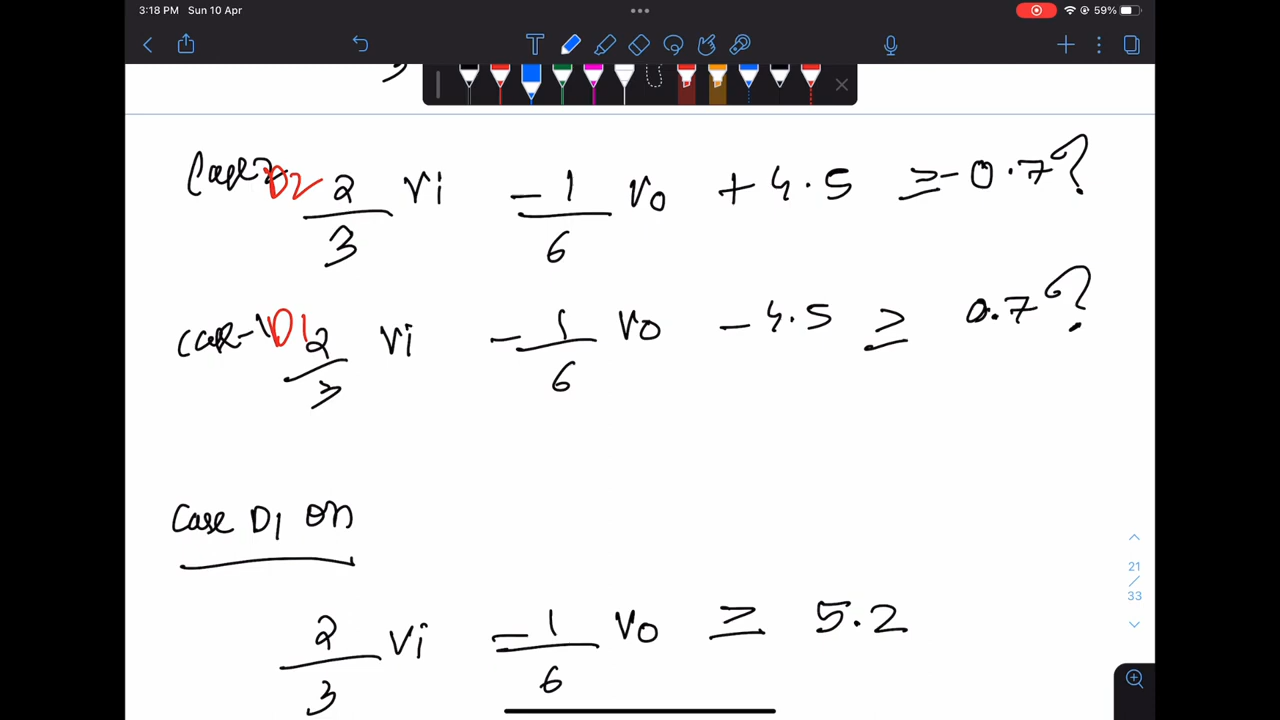 3:18 PM Sun 10 Apr
59%
Case-2 D2 2/3 Vi - 1/6 Vo + 4.5 ≥ - 0.7?
case-1 D1 2/3 Vi - 1/6 Vo - 4.5 ≥ 0.7?
21
/
33
Case D1 on
2/3 Vi - 1/6 Vo ≥ 5.2